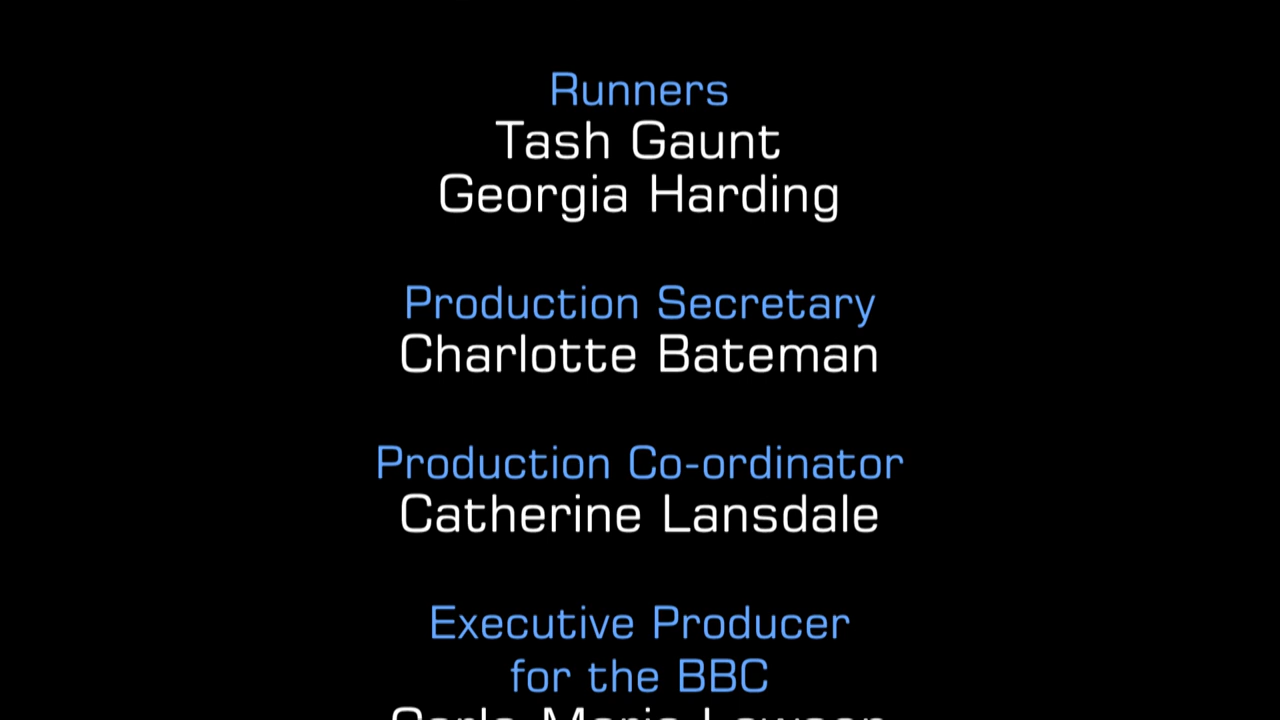 Runners
Tash Gaunt
Georgia Harding
Production Secretary
Charlotte Bateman
Production Co-ordinator
Catherine Lansdale
Executive Producer
for the BBC